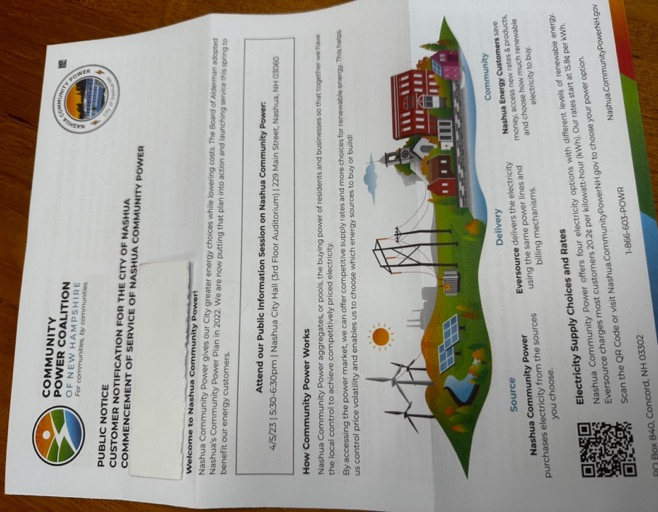 COMMUNITY
POWER COALITION
OF NEW HAMPSHIRE
For communities, by communities.
NASHUA COMMUNITY POWER
PUBLIC NOTICE
CUSTOMER NOTIFICATION FOR THE CITY OF NASHUA
COMMENCEMENT OF SERVICE OF NASHUA COMMUNITY POWER
Welcome to Nashua Community Power!
Nashua Community Power gives our City greater energy choices while lowering costs. The Board of Alderman adopted
Nashua's Community Power Plan in 2022. We are now putting that plan into action and launching service this spring to
benefit our energy customers.
Attend our Public Information Session on Nashua Community Power:
4/5/23 | 5:30-6:30pm | Nashua City Hall (3rd Floor Auditorium) | 229 Main Street, Nashua, NH 03060
How Community Power Works
Nashua Community Power aggregates, or pools, the buying power of residents and businesses so that together we have
the local control to achieve competitively priced electricity.
By accessing the power market, we can offer competitive supply rates and more choices for renewable energy. This helps
us control price volatility and enables us to choose which energy sources to buy or build!
Source
Nashua Community Power
purchases electricity from the sources
you choose.
Delivery
Eversource delivers the electricity
using the same power lines and
billing mechanisms.
Community
Nashua Energy Customers save
money, access new rates & products,
and choose how much renewable
electricity to buy.
Electricity Supply Choices and Rates
Nashua Community Power offers four electricity options with different levels of renewable energy.
Eversource charges most customers 20.2¢ per kilowatt-hour (kWh). Our rates start at 15.8¢ per kWh.
Scan the QR Code or visit NashuaCommunityPowerNH.gov to choose your power option.
1-866-603-POWR
NashuaCommunityPowerNH.gov
PO Box 840, Concord, NH 03302